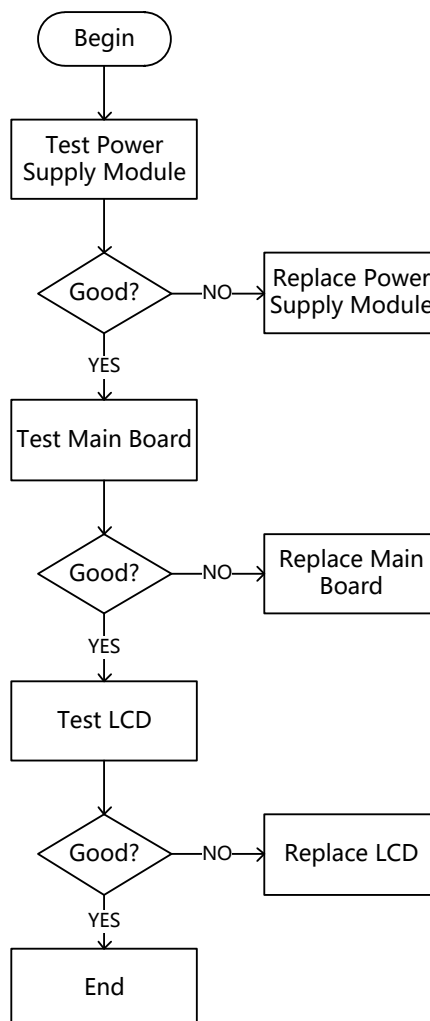 Begin
Test Power
Supply Module
Good?
NO
Replace Power
Supply Module
YES
Test Main Board
Good?
NO
Replace Main
Board
YES
Test LCD
Good?
NO
Replace LCD
YES
End